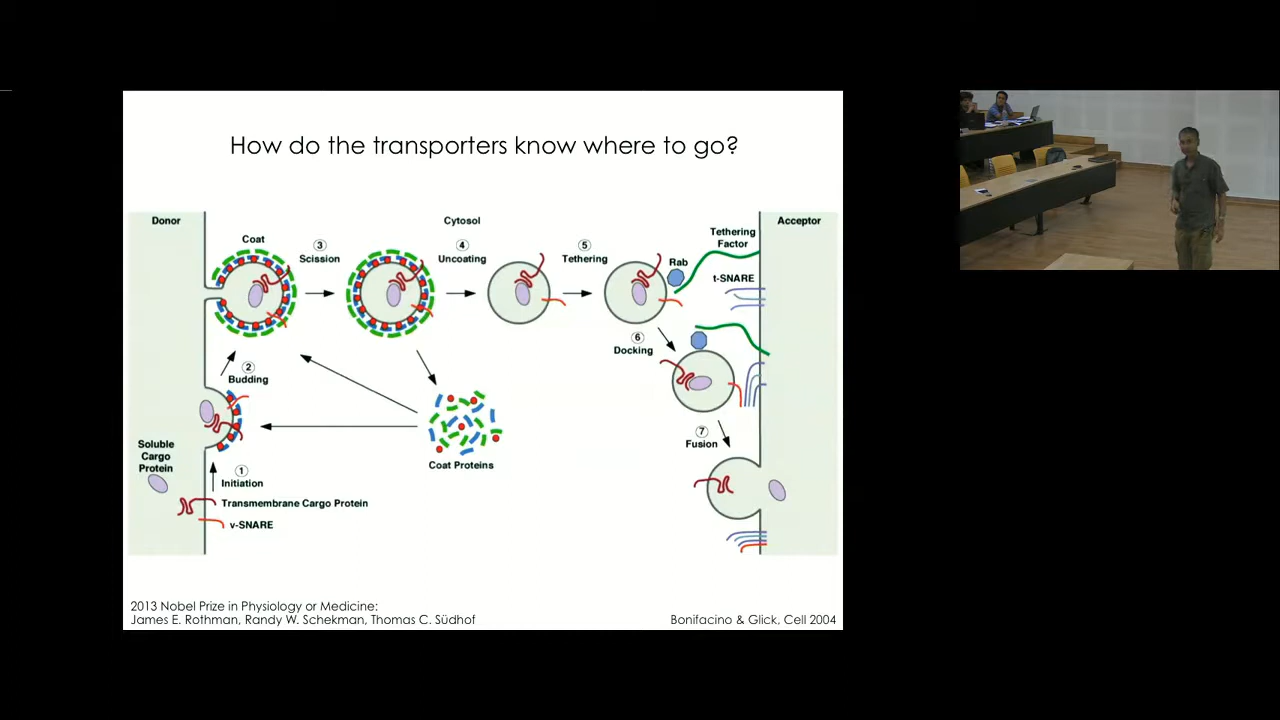 How do the transporters know where to go?
Donor
Cytosol
Acceptor
Coat
3
Scission
4
Uncoating
5
Tethering
Rab
Tethering
Factor
t-SNARE
6
Docking
2
Budding
7
Fusion
Soluble
Cargo
Protein
Coat Proteins
1
Initiation
Transmembrane Cargo Protein
v-SNARE
2013 Nobel Prize in Physiology or Medicine:
James E. Rothman, Randy W. Schekman, Thomas C. Südhof
Bonifacino & Glick, Cell 2004